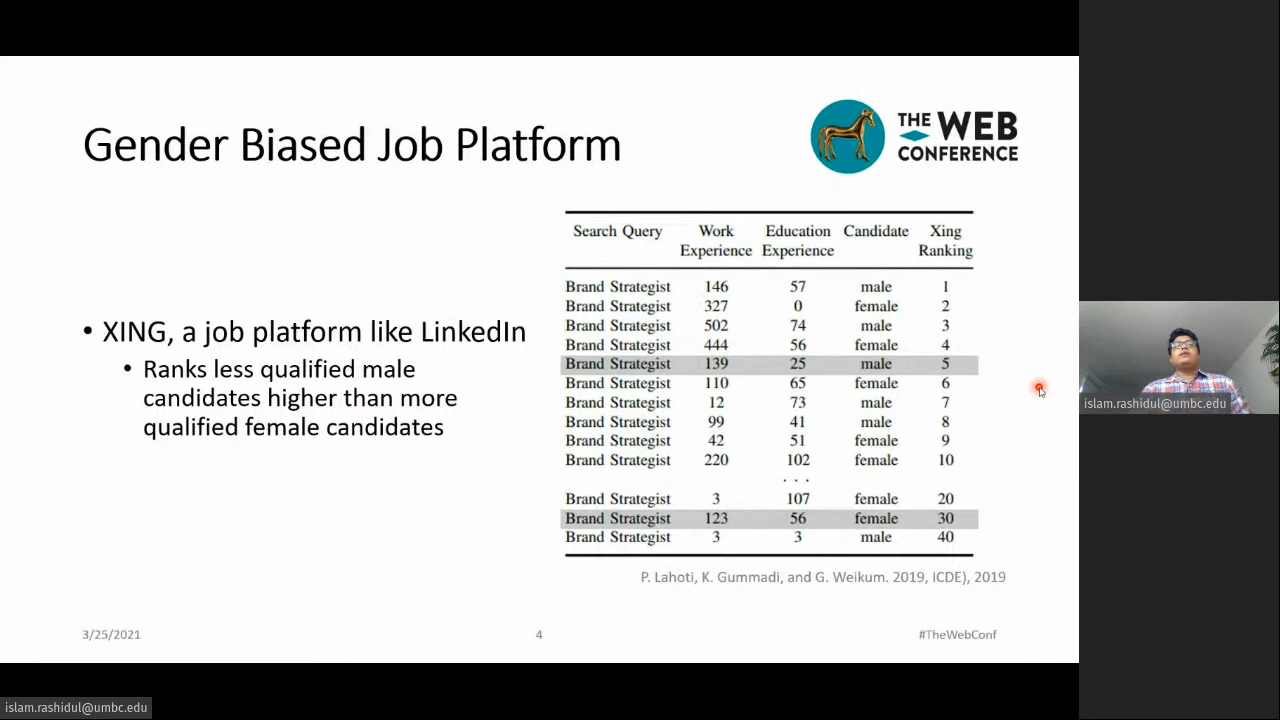 Gender Biased Job Platform
THE WEB
CONFERENCE
• XING, a job platform like LinkedIn
• Ranks less qualified male
candidates higher than more
qualified female candidates
Search Query Work Education Candidate Xing
Experience Experience Ranking
Brand Strategist 146 57 male 1
Brand Strategist 327 0 female 2
Brand Strategist 502 74 male 3
Brand Strategist 444 56 female 4
Brand Strategist 139 25 male 5
Brand Strategist 110 65 female 6
Brand Strategist 12 73 male 7
Brand Strategist 99 41 male 8
Brand Strategist 42 51 female 9
Brand Strategist 220 102 female 10
. . .
Brand Strategist 3 107 female 20
Brand Strategist 123 56 female 30
Brand Strategist 3 3 male 40
P. Lahoti, K. Gummadi, and G. Weikum. 2019, ICDE), 2019
3/25/2021 4 #TheWebConf
islam.rashidul@umbc.edu
islam.rashidul@umbc.edu